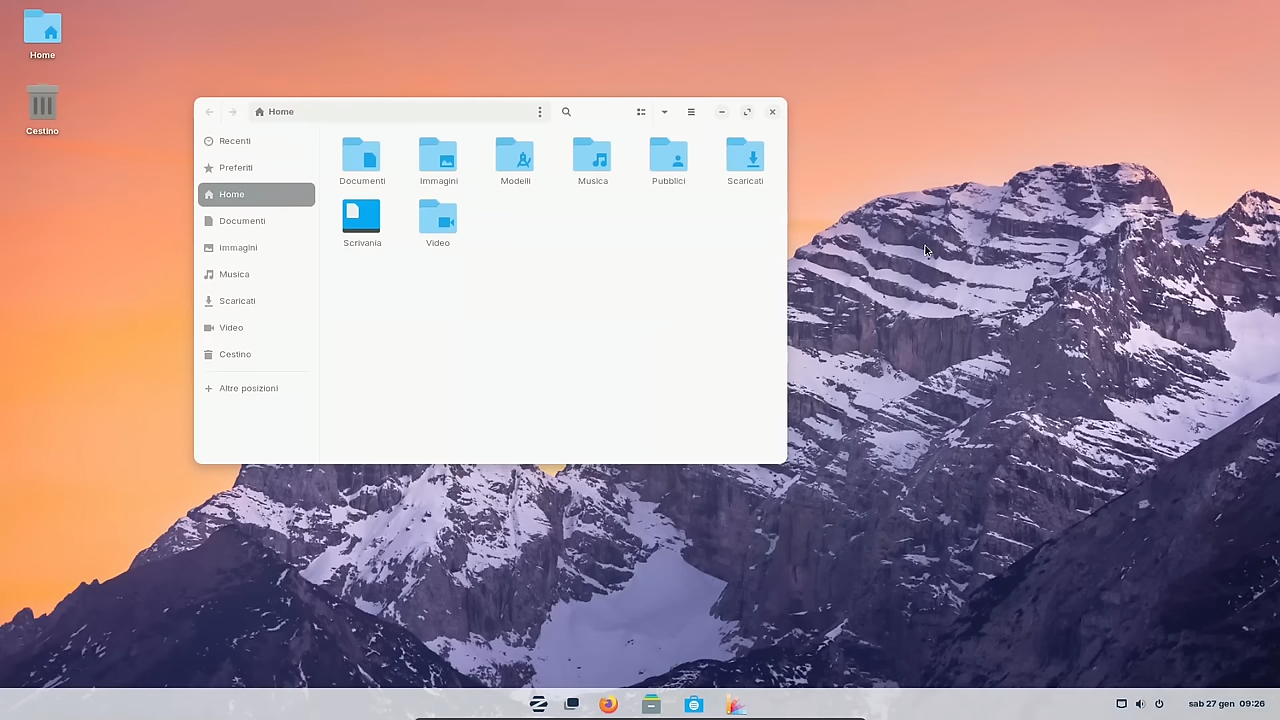 Home
Cestino
Home
Recenti
Preferiti
Home
Documenti
Immagini
Musica
Scaricati
Video
Cestino
Altre posizioni
Documenti
Immagini
Modelli
Musica
Pubblici
Scaricati
Scrivania
Video
sab 27 gen 09:26